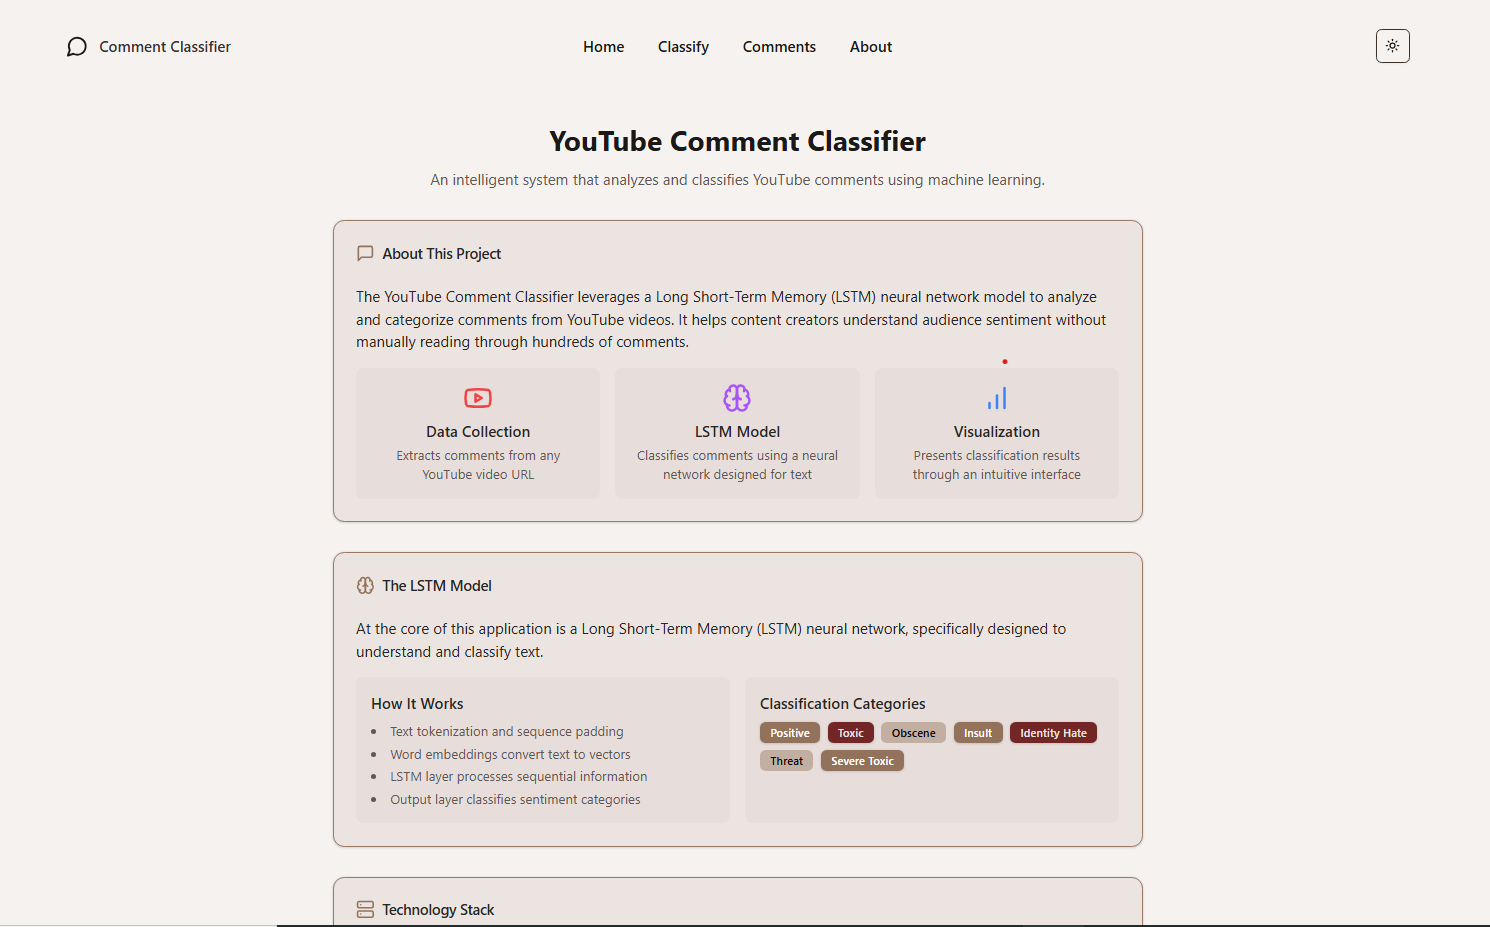 Comment Classifier
Home
Classify
Comments
About
YouTube Comment Classifier
An intelligent system that analyzes and classifies YouTube comments using machine learning.
About This Project
The YouTube Comment Classifier leverages a Long Short-Term Memory (LSTM) neural network model to analyze
and categorize comments from YouTube videos. It helps content creators understand audience sentiment without
manually reading through hundreds of comments.
Data Collection
Extracts comments from any
YouTube video URL
LSTM Model
Classifies comments using a neural
network designed for text
Visualization
Presents classification results
through an intuitive interface
The LSTM Model
At the core of this application is a Long Short-Term Memory (LSTM) neural network, specifically designed to
understand and classify text.
How It Works
• Text tokenization and sequence padding
• Word embeddings convert text to vectors
• LSTM layer processes sequential information
• Output layer classifies sentiment categories
Classification Categories
Positive
Toxic
Obscene
Insult
Identity Hate
Threat
Severe Toxic
Technology Stack